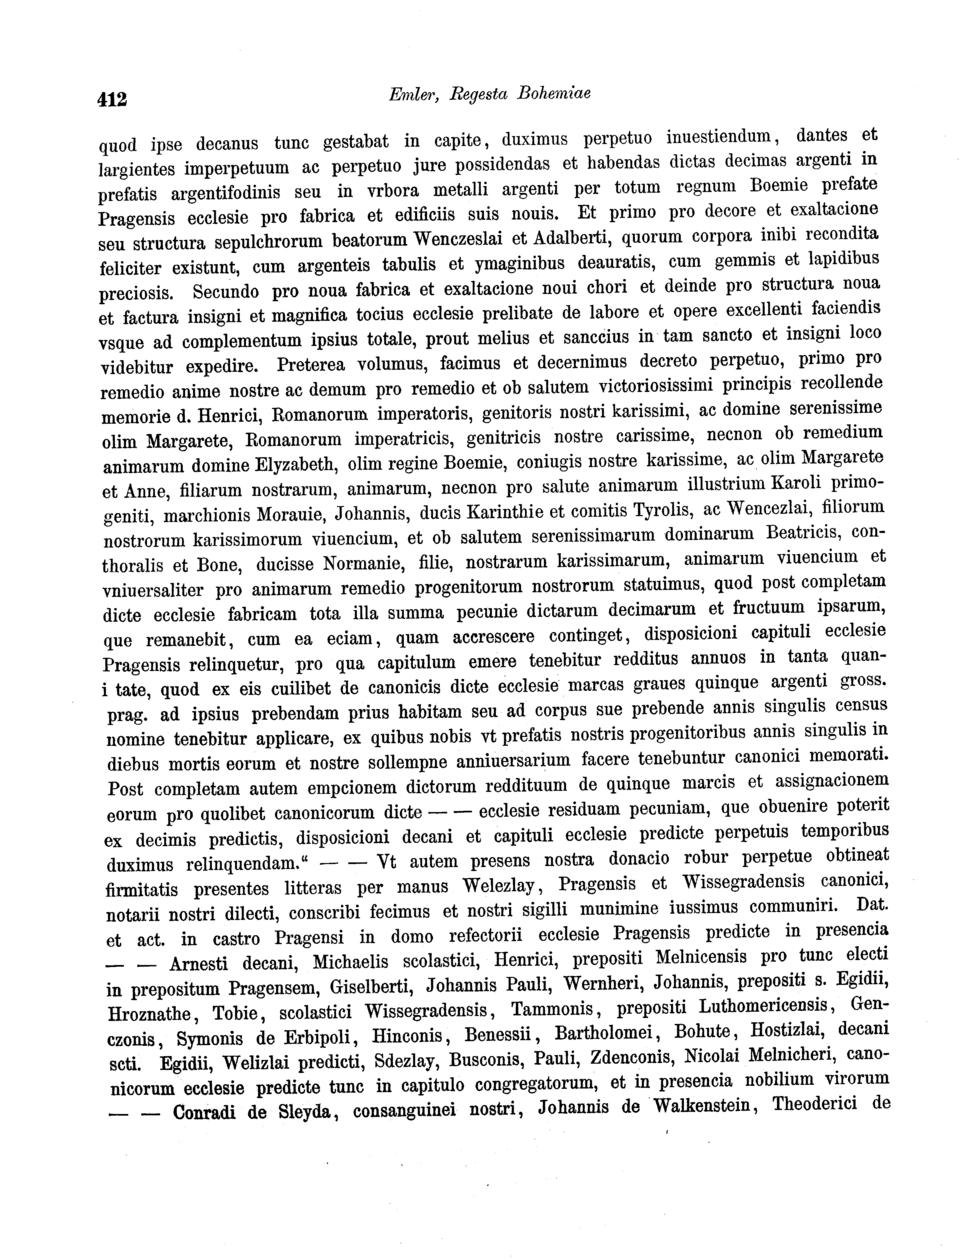 412
Emler, Regesta Bohemiae
quod ipse decanus tunc gestabat in capite, duximus perpetuo inuestiendum, dantes et
largientes imperpetuum ac perpetuo jure possidendas et habendas dictas decimas argenti in
prefatis argentifodinis seu in vrbora metalli argenti per totum regnum Boemie prefate
Pragensis ecclesie pro fabrica et edificiis suis nouis. Et primo pro decore et exaltacione
seu structura sepulchrorum beatorum Wenczeslai et Adalberti, quorum corpora inibi recondita
feliciter existunt, cum argenteis tabulis et ymaginibus deauratis, cum gemmis et lapidibus
preciosis. Secundo pro noua fabrica et exaltacione noui chori et deinde pro structura noua
et factura insigni et magnifica tocius ecclesie prelibate de labore et opere excellenti faciendis
vsque ad complementum ipsius totale, prout melius et sanccius in tam sancto et insigni loco
videbitur expedire. Preterea volumus, facimus et decernimus decreto perpetuo, primo pro
remedio anime nostre ac demum pro remedio et ob salutem victoriosissimi principis recollende
memorie d. Henrici, Romanorum imperatoris, genitoris nostri karissimi, ac domine serenissime
olim Margarete, Romanorum imperatricis, genitricis nostre carissime, necnon ob remedium
animarum domine Elyzabeth, olim regine Boemie, coniugis nostre karissime, ac olim Margarete
et Anne, filiarum nostrarum, animarum, necnon pro salute animarum illustrium Karoli primo-
geniti, marchionis Morauie, Johannis, ducis Karinthie et comitis Tyrolis, ac Wencezlai, filiorum
nostrorum karissimorum viuencium, et ob salutem serenissimarum dominarum Beatricis, con-
thoralis et Bone, ducisse Normanie, filie, nostrarum karissimarum, animarum viuencium et
vniuersaliter pro animarum remedio progenitorum nostrorum statuimus, quod post completam
dicte ecclesie fabricam tota illa summa pecunie dictarum decimarum et fructuum ipsarum,
que remanebit, cum ea eciam, quam accrescere continget, disposicioni capituli ecclesie
Pragensis relinquetur, pro qua capitulum emere tenebitur redditus annuos in tanta quan-
i tate, quod ex eis cuilibet de canonicis dicte ecclesie marcas graues quinque argenti gross.
prag. ad ipsius prebendam prius habitam seu ad corpus sue prebende annis singulis census
nomine tenebitur applicare, ex quibus nobis vt prefatis nostris progenitoribus annis singulis in
diebus mortis eorum et nostre sollempne anniuersarium facere tenebuntur canonici memorati.
Post completam autem empcionem dictorum reddituum de quinque marcis et assignacionem
eorum pro quolibet canonicorum dicte — — ecclesie residuam pecuniam, que obuenire poterit
ex decimis predictis, disposicioni decani et capituli ecclesie predicte perpetuis temporibus
duximus relinquendam.“ — — Vt autem presens nostra donacio robur perpetue obtineat
firmitatis presentes litteras per manus Welezlay, Pragensis et Wissegradensis canonici,
notarii nostri dilecti, conscribi fecimus et nostri sigilli munimine iussimus communiri. Dat.
et act. in castro Pragensi in domo refectorii ecclesie Pragensis predicte in presencia
— — Arnesti decani, Michaelis scolastici, Henrici, prepositi Melnicensis pro tunc electi
in prepositum Pragensem, Giselberti, Johannis Pauli, Wernheri, Johannis, prepositi s. Egidii,
Hroznathe, Tobie, scolastici Wissegradensis, Tammonis, prepositi Luthomericensis, Gen-
czonis, Symonis de Erbipoli, Hinconis, Benessii, Bartholomei, Bohute, Hostizlai, decani
scti. Egidii, Welizlai predicti, Sdezlay, Busconis, Pauli, Zdenconis, Nicolai Melnicheri, cano-
nicorum ecclesie predicte tunc in capitulo congregatorum, et in presencia nobilium virorum
— — Conradi de Sleyda, consanguinei nostri, Johannis de Walkenstein, Theoderici de